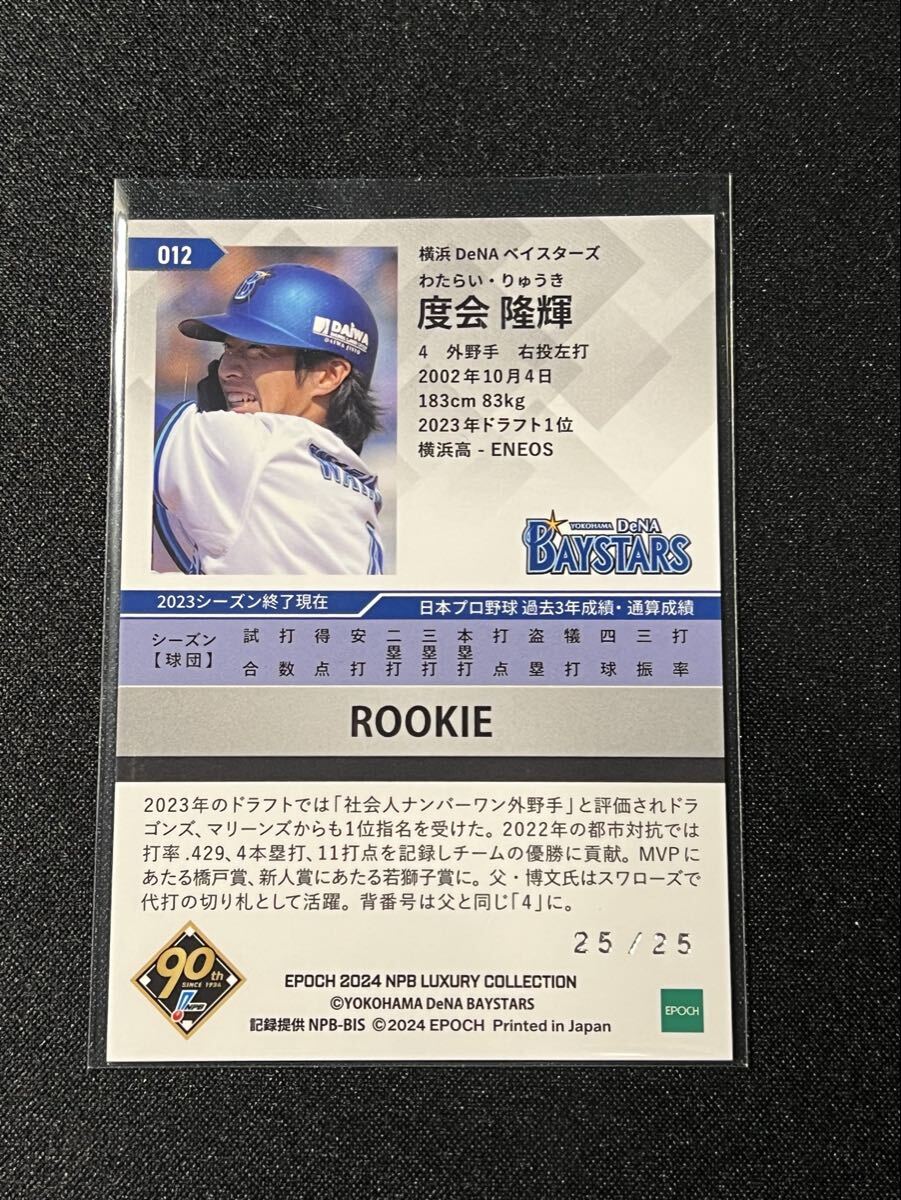 012
横浜 DeNA ベイスターズ
わたらい・りゅうき
度会 隆輝
4 外野手 右投左打
2002年10月4日
183cm 83kg
2023年ドラフト1位
横浜高 - ENEOS
DAIWA
YOKOHAMA DeNA
BAYSTARS
2023シーズン終了現在
日本プロ野球 過去3年成績・通算成績
シーズン【球団】 試合 打数 得点 安打 二塁打 三塁打 本塁打 打点 盗塁 犠打 四球 三振 打率
ROOKIE
2023年のドラフトでは「社会人ナンバーワン外野手」と評価されドラ
ゴンズ、マリーンズからも1位指名を受けた。2022年の都市対抗では
打率.429、4本塁打、11打点を記録しチームの優勝に貢献。MVPに
あたる橋戸賞、新人賞にあたる若獅子賞に。父・博文氏はスワローズで
代打の切り札として活躍。背番号は父と同じ「4」に。
25/25
90th
SINCE 1934
NPB
EPOCH 2024 NPB LUXURY COLLECTION
©YOKOHAMA DeNA BAYSTARS
記録提供 NPB-BIS ©2024 EPOCH Printed in Japan
EPOCH